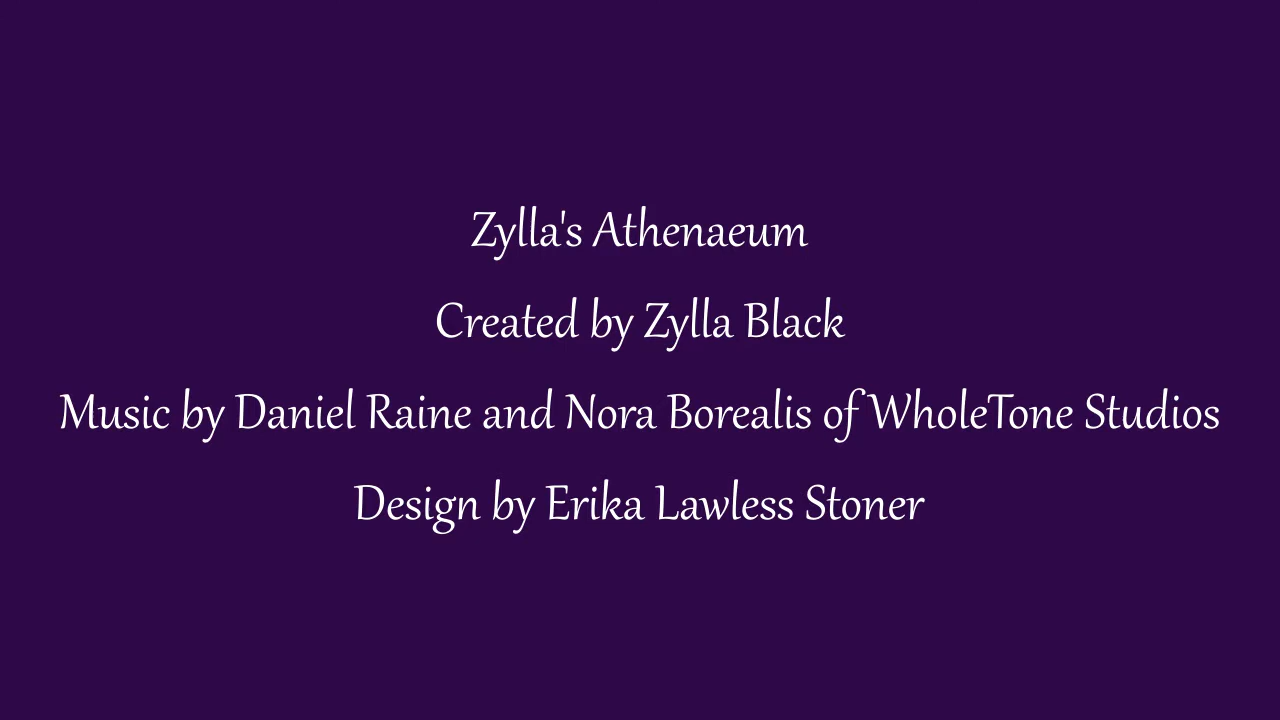 Zylla's Athenaeum
Created by Zylla Black
Music by Daniel Raine and Nora Borealis of WholeTone Studios
Design by Erika Lawless Stoner